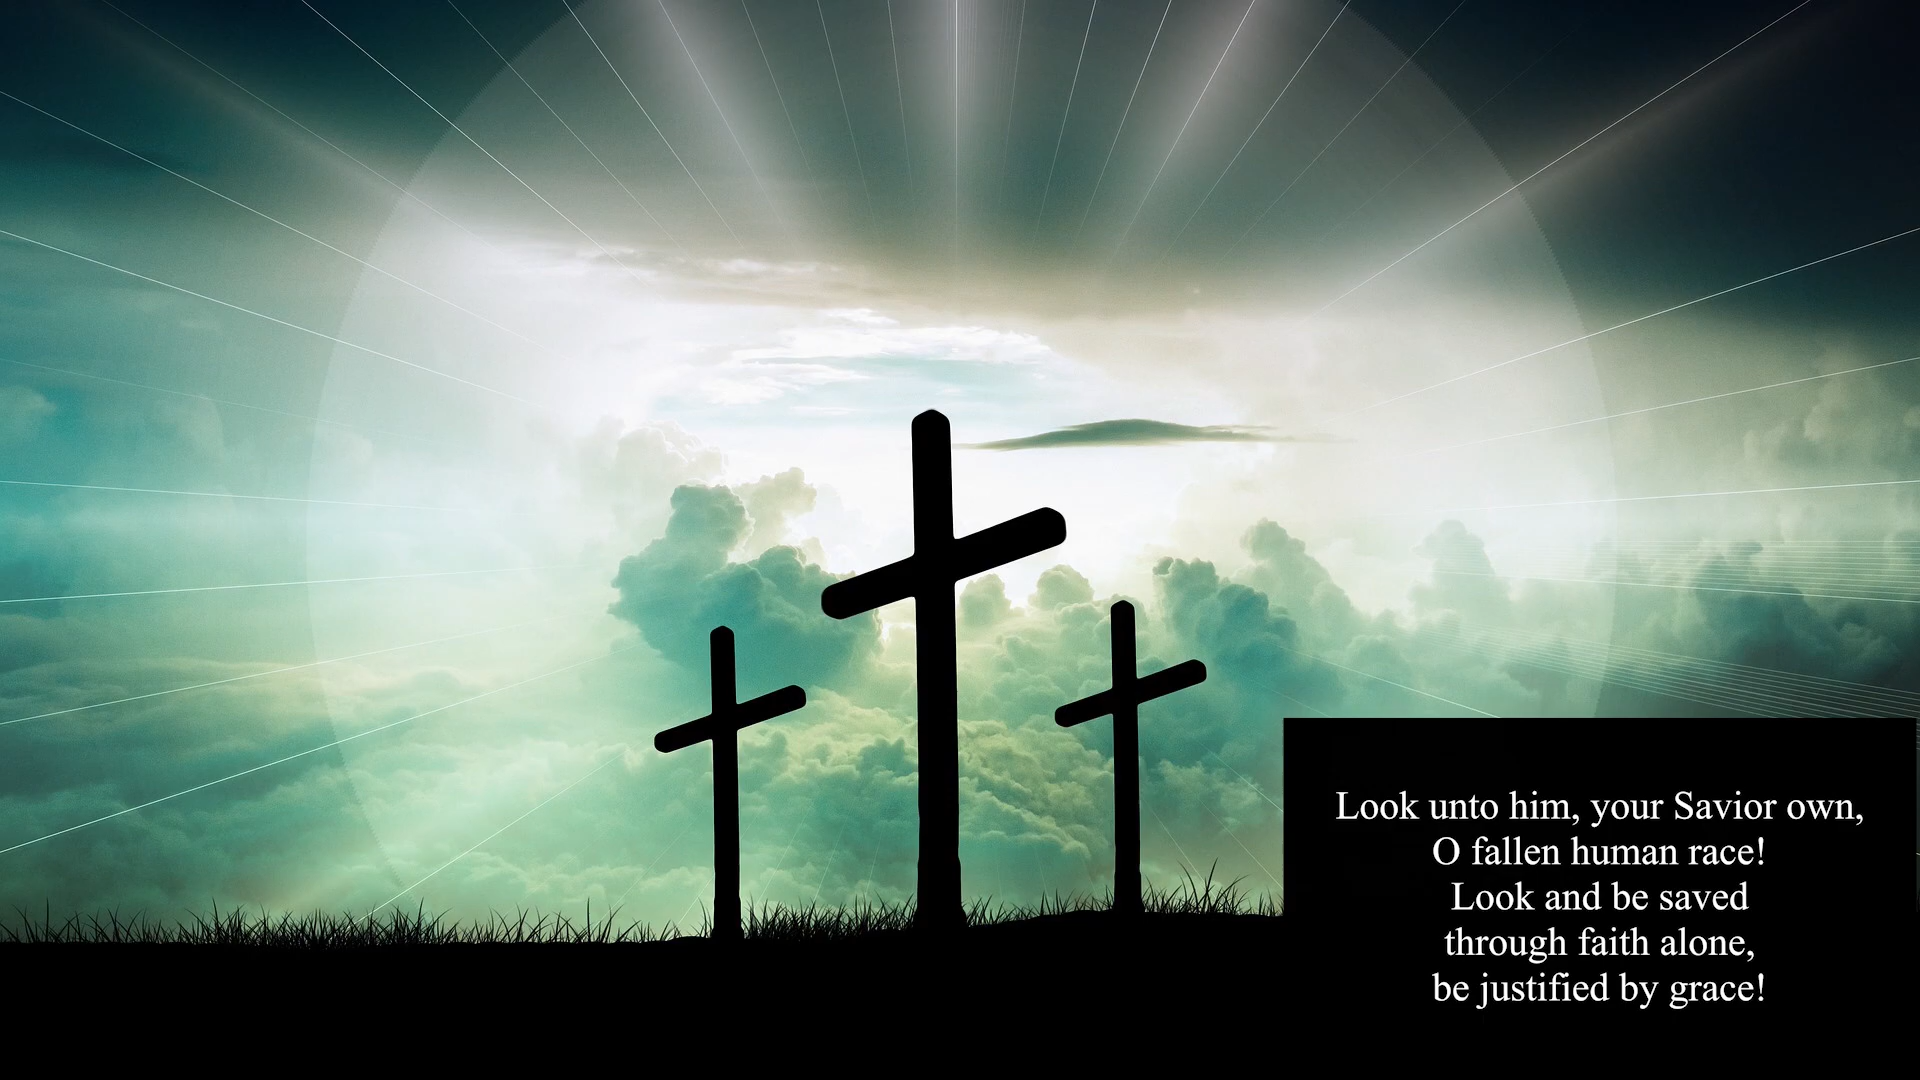 Look unto him, your Savior own,
O fallen human race!
Look and be saved
through faith alone,
be justified by grace!